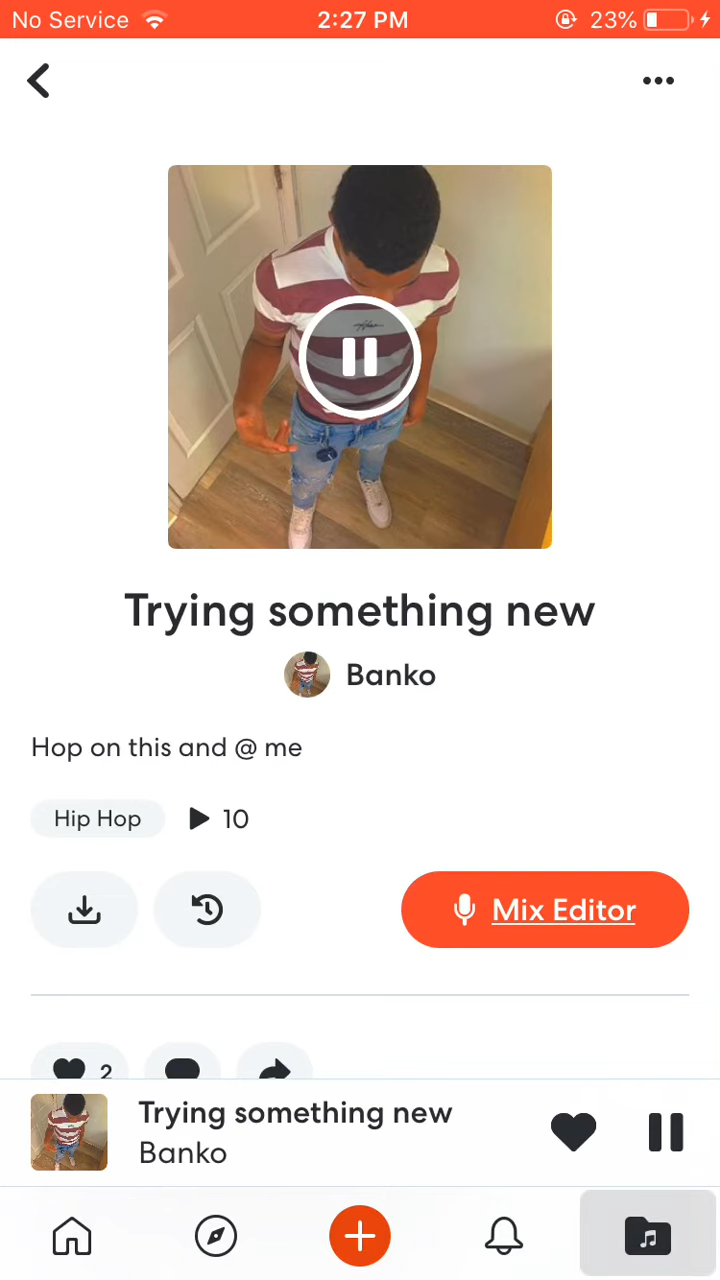 No Service 2:27 PM 23%
Trying something new
Banko
Hop on this and @ me
Hip Hop 10
Mix Editor
2
Trying something new
Banko